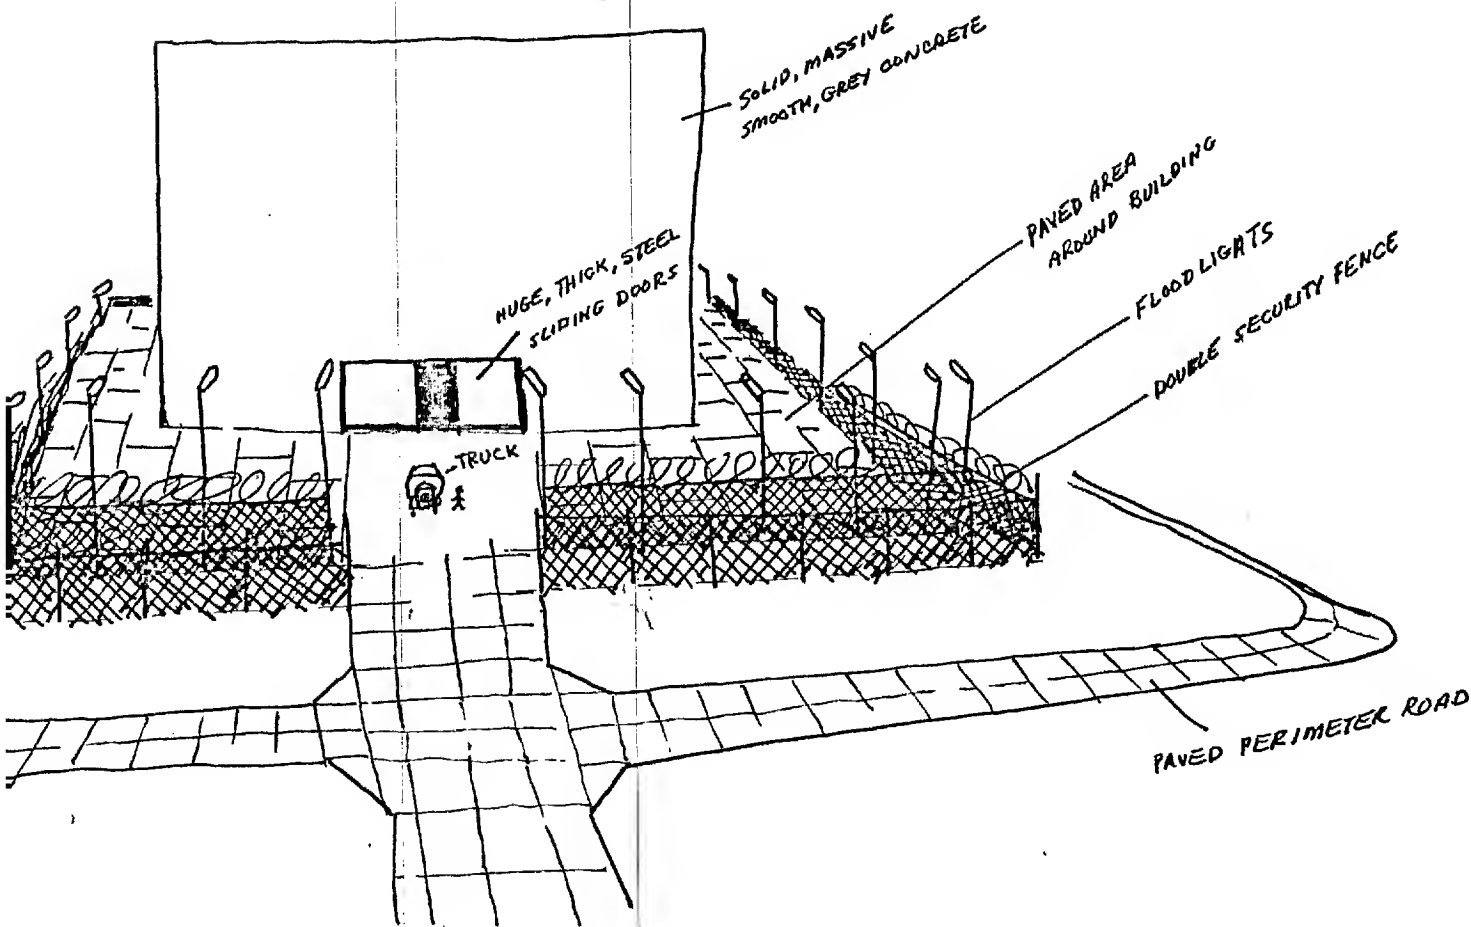 SOLID, MASSIVE
SMOOTH, GREY CONCRETE
PAVED AREA
AROUND BUILDING
HUGE, THICK, STEEL
SLIDING DOORS
FLOOD LIGHTS
DOUBLE SECURITY FENCE
TRUCK
PAVED PERIMETER ROAD